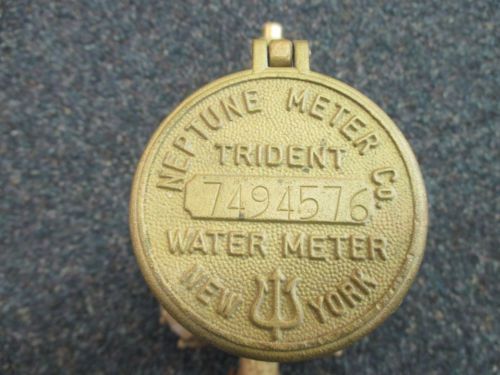 NEPTUNE METER CO.
TRIDENT
7494576
WATER METER
NEW YORK